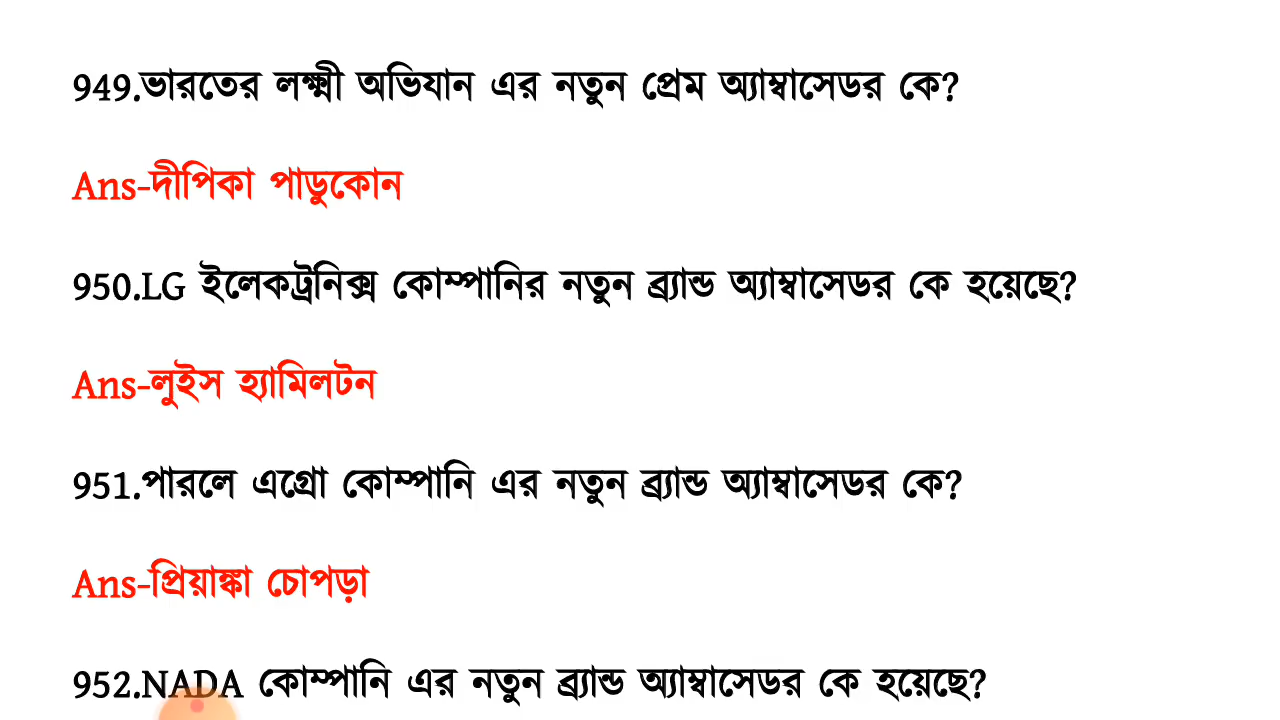 949.ভারতের লক্ষ্মী অভিযান এর নতুন প্রেম অ্যাম্বাসেডর কে?
Ans-দীপিকা পাডুকোন
950.LG ইলেকট্রনিক্স কোম্পানির নতুন ব্র্যান্ড অ্যাম্বাসেডর কে হয়েছে?
Ans-লুইস হ্যামিলটন
951.পারলে এগ্রো কোম্পানি এর নতুন ব্র্যান্ড অ্যাম্বাসেডর কে?
Ans-প্রিয়াঙ্কা চোপড়া
952.NADA কোম্পানি এর নতুন ব্র্যান্ড অ্যাম্বাসেডর কে হয়েছে?